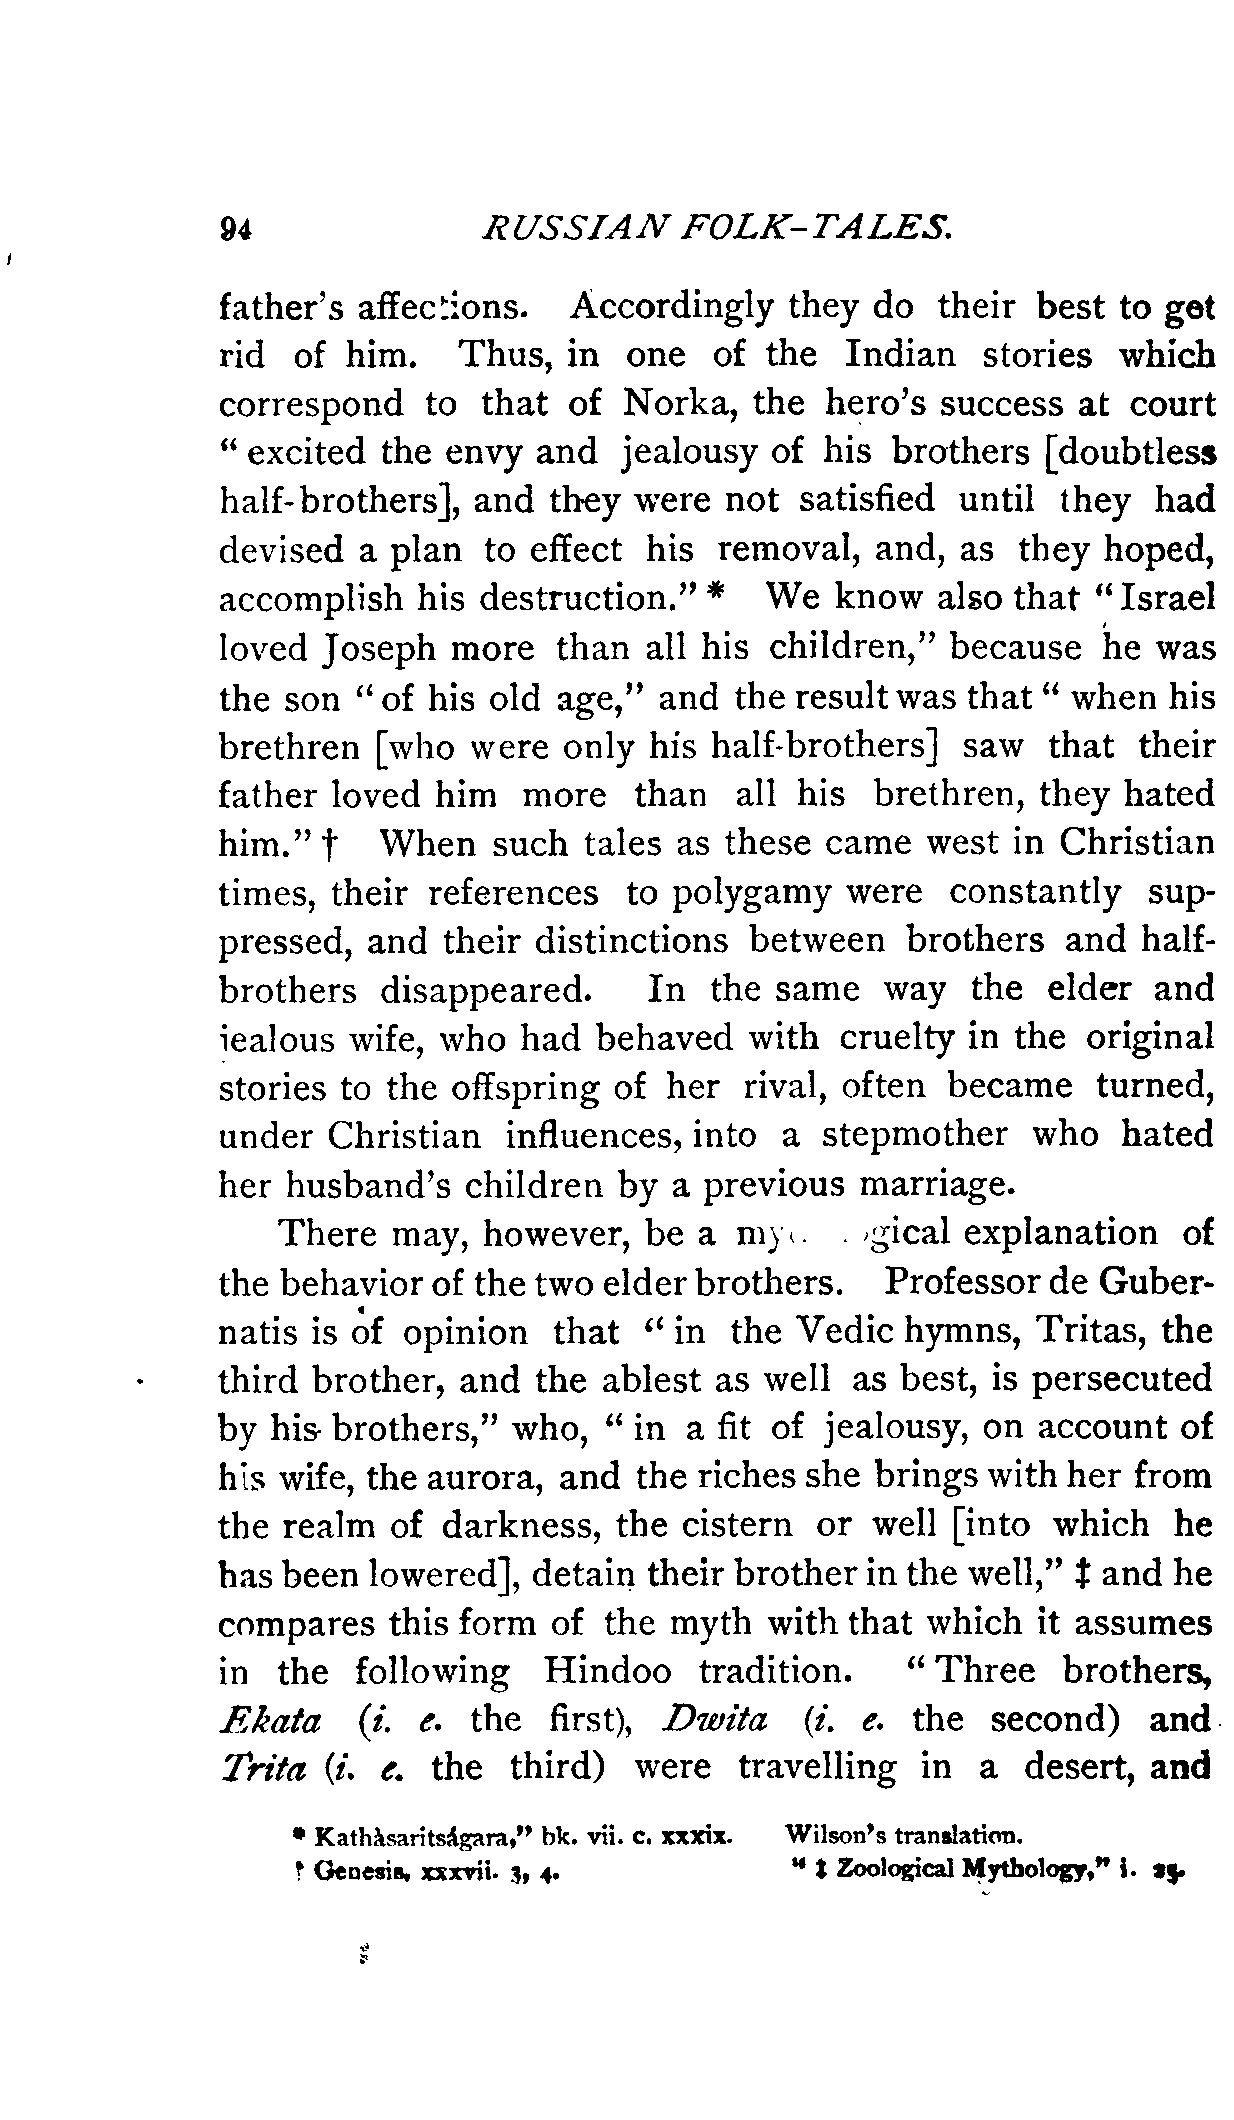 94 RUSSIAN FOLK-TALES.
father's affections. Accordingly they do their best to get
rid of him. Thus, in one of the Indian stories which
correspond to that of Norka, the hero's success at court
" excited the envy and jealousy of his brothers [doubtless
half-brothers], and they were not satisfied until they had
devised a plan to effect his removal, and, as they hoped,
accomplish his destruction." * We know also that " Israel
loved Joseph more than all his children," because he was
the son " of his old age," and the result was that " when his
brethren [who were only his half-brothers] saw that their
father loved him more than all his brethren, they hated
him." † When such tales as these came west in Christian
times, their references to polygamy were constantly sup-
pressed, and their distinctions between brothers and half-
brothers disappeared. In the same way the elder and
jealous wife, who had behaved with cruelty in the original
stories to the offspring of her rival, often became turned,
under Christian influences, into a stepmother who hated
her husband's children by a previous marriage.
There may, however, be a explanation of
the behavior of the two elder brothers. Professor de Guber-
natis is of opinion that " in the Vedic hymns, Tritas, the
third brother, and the ablest as well as best, is persecuted
by his brothers," who, " in a fit of jealousy, on account of
his wife, the aurora, and the riches she brings with her from
the realm of darkness, the cistern or well [into which he
has been lowered], detain their brother in the well," ‡ and he
compares this form of the myth with that which it assumes
in the following Hindoo tradition. " Three brothers,
Ekata (i. e. the first), Dwita (i. e. the second) and
Trita (i. e. the third) were travelling in a desert, and
* Kathàsaritságara," bk. vii. c. xxxix. Wilson's translation.
† Genesis, xxxvii. 3, 4. " ‡ Zoological Mythology," i.